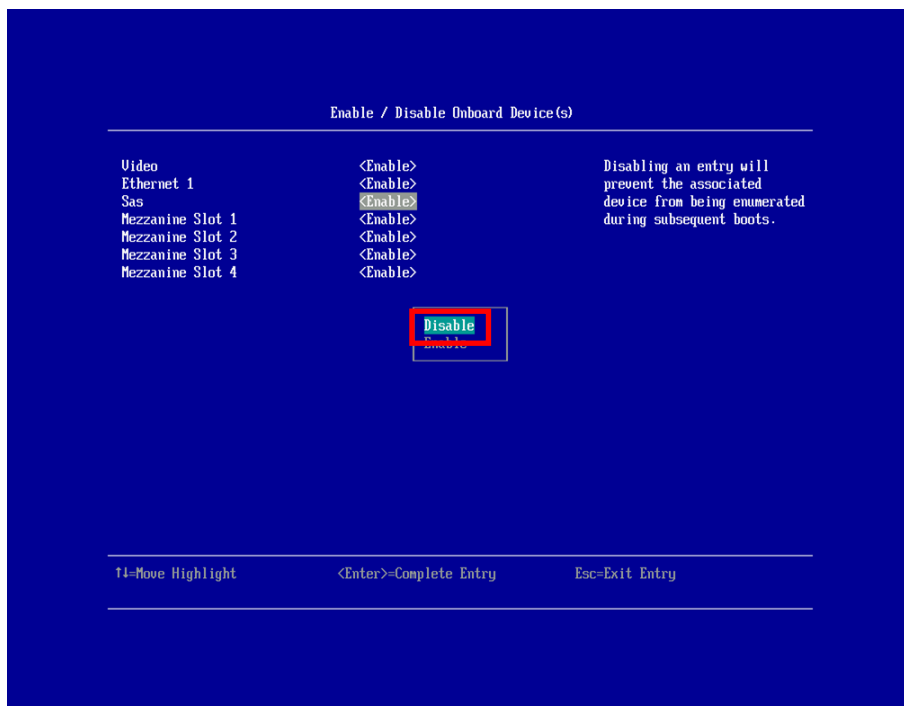 Enable / Disable Onboard Device(s)
Video <Enable>
Ethernet 1 <Enable>
Sas <Enable>
Mezzanine Slot 1 <Enable>
Mezzanine Slot 2 <Enable>
Mezzanine Slot 3 <Enable>
Mezzanine Slot 4 <Enable>
Disabling an entry will
prevent the associated
device from being enumerated
during subsequent boots.
Disable
Enable
↑↓=Move Highlight <Enter>=Complete Entry Esc=Exit Entry